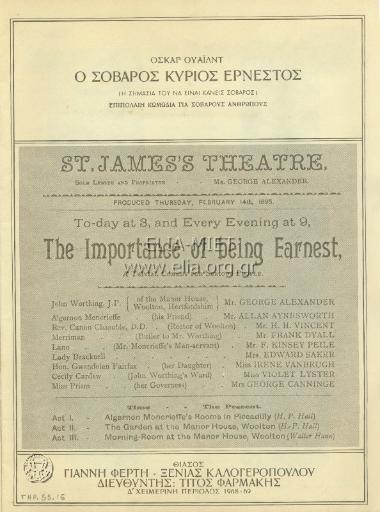 ΟΣΚΑΡ ΟΥΑΪΛΝΤ
Ο ΣΟΒΑΡΟΣ ΚΥΡΙΟΣ ΕΡΝΕΣΤΟΣ
(Η ΣΗΜΑΣΙΑ ΤΟΥ ΝΑ ΕΙΝΑΙ ΚΑΝΕΙΣ ΣΟΒΑΡΟΣ)
ΕΠΙΠΟΛΑΙΗ ΚΩΜΩΔΙΑ ΓΙΑ ΣΟΒΑΡΟΥΣ ΑΝΘΡΩΠΟΥΣ
ST. JAMES'S THEATRE.
SOLE LESSEE AND PROPRIETOR - MR. GEORGE ALEXANDER.
PRODUCED THURSDAY, FEBRUARY 14th, 1895.
To-day at 3, and Every Evening at 9,
ELIA-MIET
The Importance of being Earnest,
A TRIVIAL COMEDY FOR SERIOUS PEOPLE.
www.elia.org.gr
John Worthing, J.P. { of the Manor House, Woolton, Hertfordshire } Mr. GEORGE ALEXANDER
Algernon Moncrieffe (his Friend) Mr. ALLAN AYNESWORTH
Rev. Canon Chasuble, D.D. (Rector of Woolton) Mr. H. H. VINCENT
Merriman (Butler to Mr. Worthing) Mr. FRANK DYALL
Lane (Mr. Moncrieffe's Man-servant) Mr. F. KINSEY PEILE
Lady Bracknell Mrs. EDWARD SAKER
Hon. Gwendolen Fairfax (her Daughter) Miss IRENE VANBRUGH
Cecily Cardew (John Worthing's Ward) Miss VIOLET LYSTER
Miss Prism (her Governess) Mrs GEORGE CANNINGE
Time - The Present.
Act I. - Algernon Moncrieffe's Rooms in Piccadilly (H. P. Hall)
Act II. - The Garden at the Manor House, Woolton (H. P. Hall)
Act III. - Morning-Room at the Manor House, Woolton (Walter Hann)
ΘΙΑΣΟΣ
ΓΙΑΝΝΗ ΦΕΡΤΗ - ΞΕΝΙΑΣ ΚΑΛΟΓΕΡΟΠΟΥΛΟΥ
ΔΙΕΥΘΥΝΤΗΣ: ΤΙΤΟΣ ΦΑΡΜΑΚΗΣ
Δ' ΧΕΙΜΕΡΙΝΗ ΠΕΡΙΟΔΟΣ 1968-69